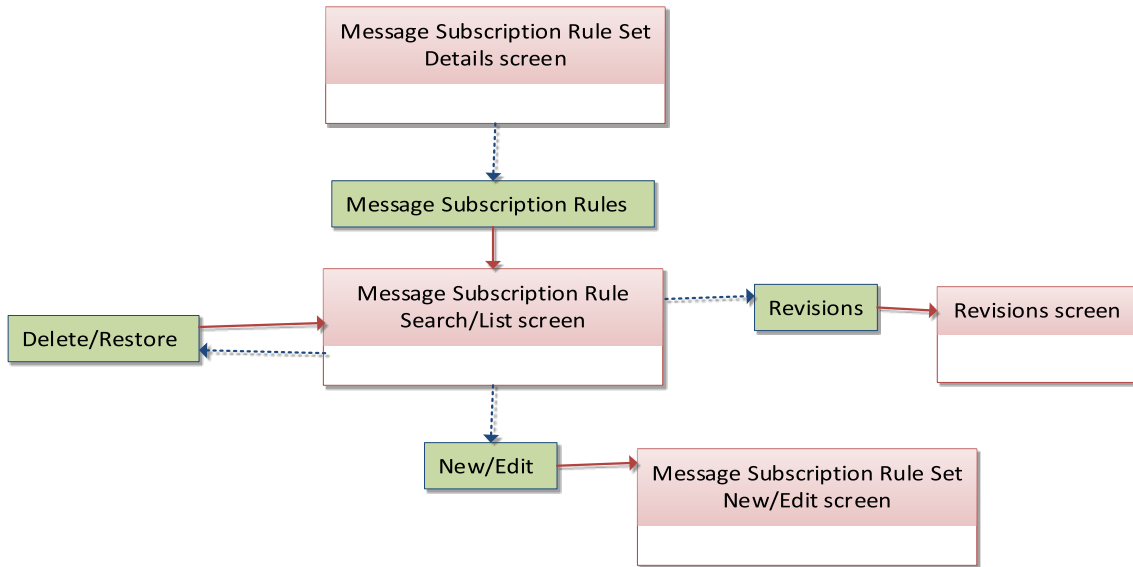 Message Subscription Rule Set
Details screen
Message Subscription Rules
Message Subscription Rule
Search/List screen
Revisions
Revisions screen
Delete/Restore
New/Edit
Message Subscription Rule Set
New/Edit screen